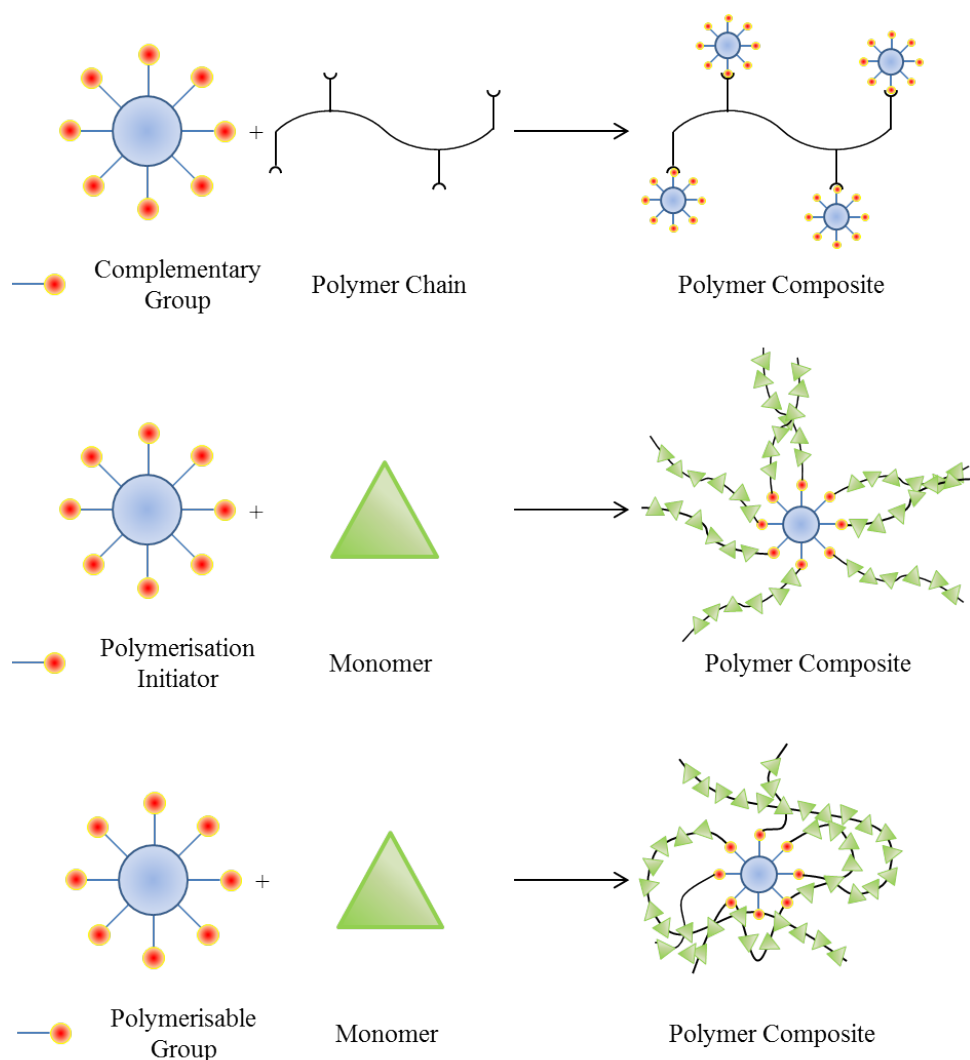 +
Complementary
Group
Polymer Chain
Polymer Composite
+
Polymerisation
Initiator
Monomer
Polymer Composite
+
Polymerisable
Group
Monomer
Polymer Composite